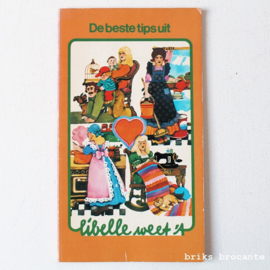 De beste tips uit
libelle weet 't
briks brocante